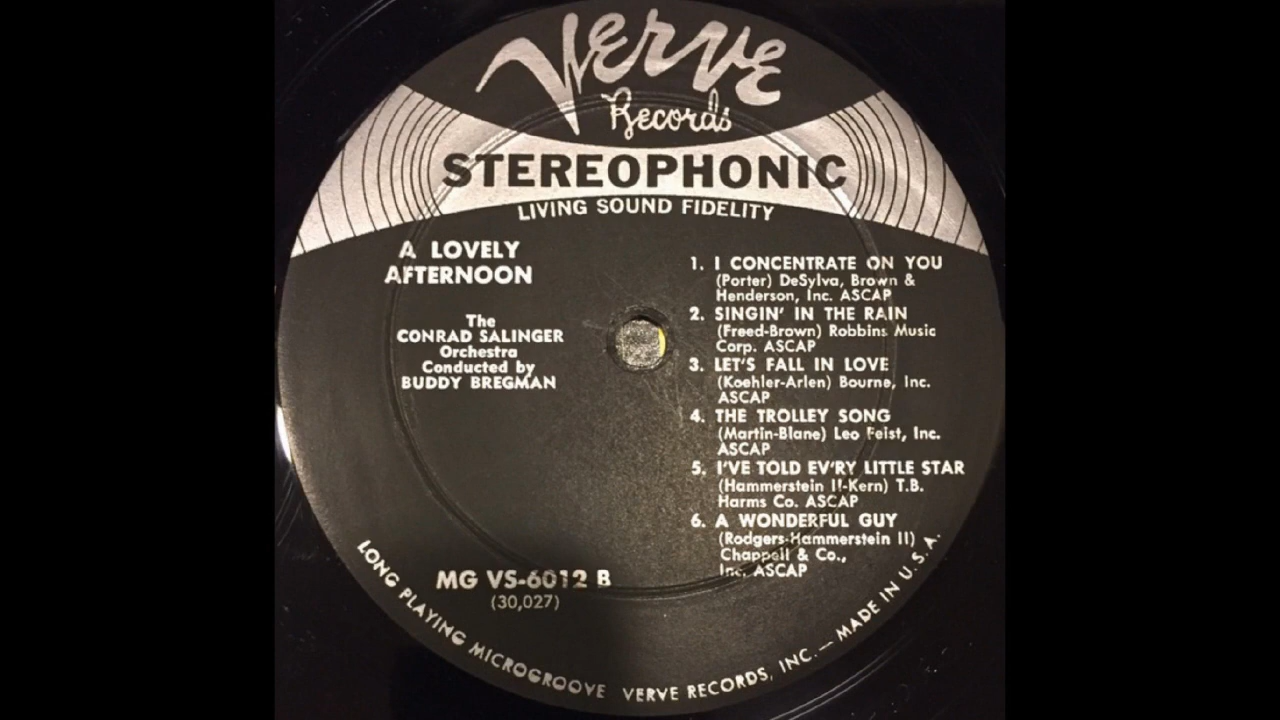 Verve
Records
STEREOPHONIC
LIVING SOUND FIDELITY
A LOVELY
AFTERNOON
The
CONRAD SALINGER
Orchestra
Conducted by
BUDDY BREGMAN
1. I CONCENTRATE ON YOU
(Porter) DeSylva, Brown &
Henderson, Inc. ASCAP
2. SINGIN' IN THE RAIN
(Freed-Brown) Robbins Music
Corp. ASCAP
3. LET'S FALL IN LOVE
(Koehler-Arlen) Bourne, Inc.
ASCAP
4. THE TROLLEY SONG
(Martin-Blane) Leo Feist, Inc.
ASCAP
5. I'VE TOLD EV'RY LITTLE STAR
(Hammerstein II-Kern) T.B.
Harms Co. ASCAP
6. A WONDERFUL GUY
(Rodgers-Hammerstein II)
Chappell & Co.,
Inc. ASCAP
MG VS-6012 B
(30,027)
LONG PLAYING MICROGROOVE VERVE RECORDS, INC. — MADE IN U.S.A.